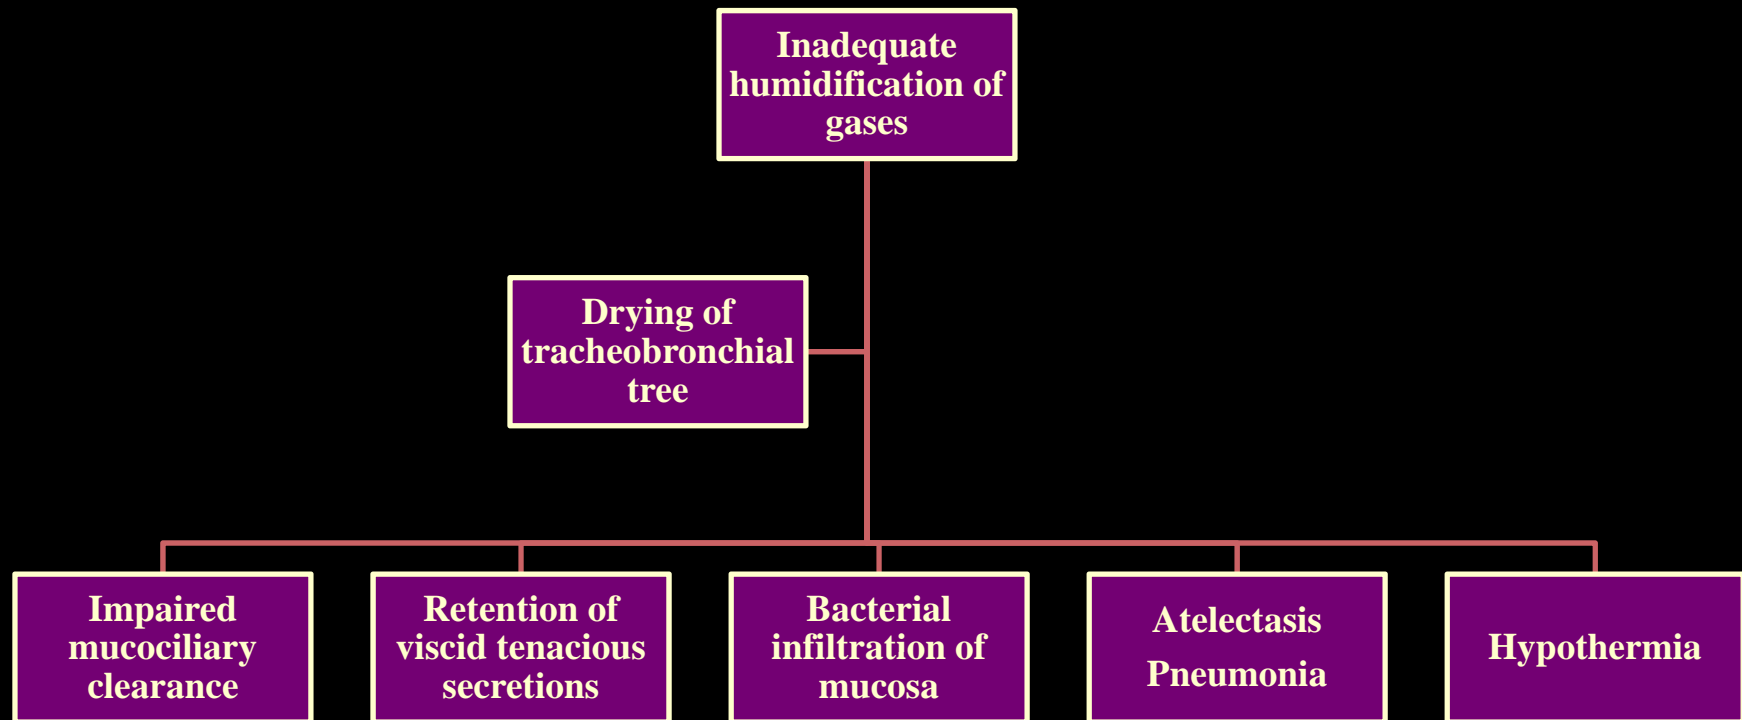 Inadequate
humidification of
gases
Drying of
tracheobronchial
tree
Impaired
mucociliary
clearance
Retention of
viscid tenacious
secretions
Bacterial
infiltration of
mucosa
Atelectasis
Pneumonia
Hypothermia